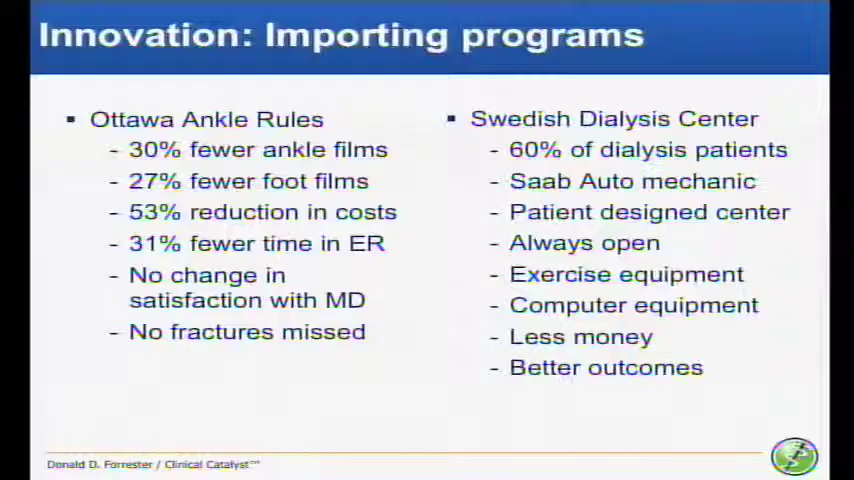 Innovation: Importing programs
▪ Ottawa Ankle Rules
- 30% fewer ankle films
- 27% fewer foot films
- 53% reduction in costs
- 31% fewer time in ER
- No change in
satisfaction with MD
- No fractures missed
▪ Swedish Dialysis Center
- 60% of dialysis patients
- Saab Auto mechanic
- Patient designed center
- Always open
- Exercise equipment
- Computer equipment
- Less money
- Better outcomes
Donald D. Forrester / Clinical Catalyst™